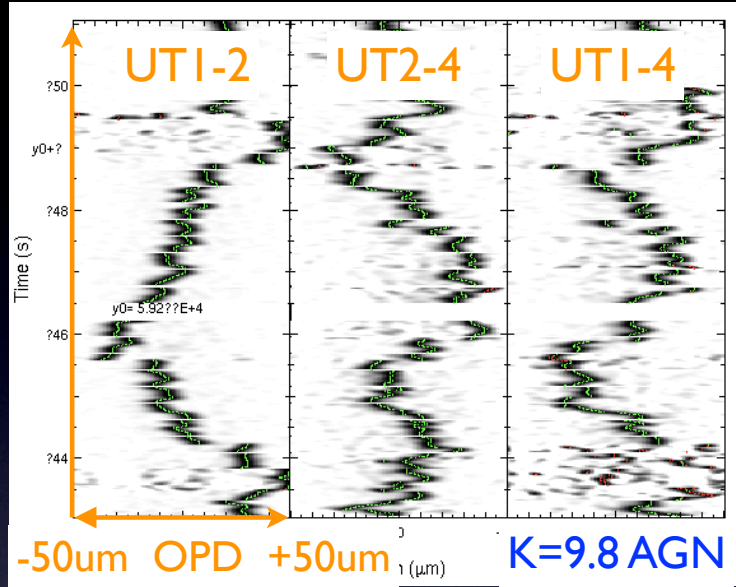 UT1-2 UT2-4 UT1-4
?50
y0+?
?48
Time (s)
y0= 5.92??E+4
?46
?44
-50um OPD +50um
(μm)
K=9.8 AGN